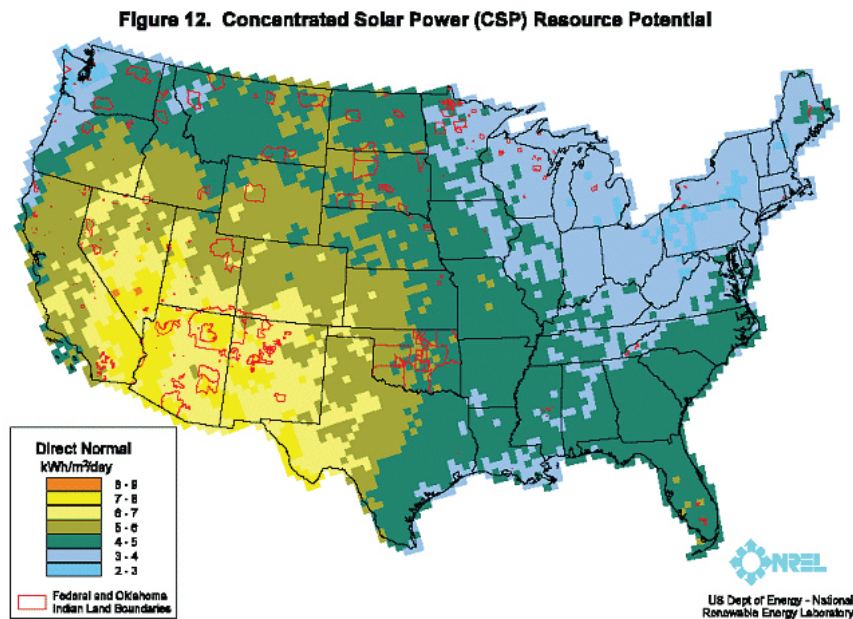 Figure 12. Concentrated Solar Power (CSP) Resource Potential
Direct Normal
kWh/m²/day
8 - 9
7 - 8
6 - 7
5 - 6
4 - 5
3 - 4
2 - 3
Federal and Oklahoma
Indian Land Boundaries
NREL
US Dept of Energy - National
Renewable Energy Laboratory